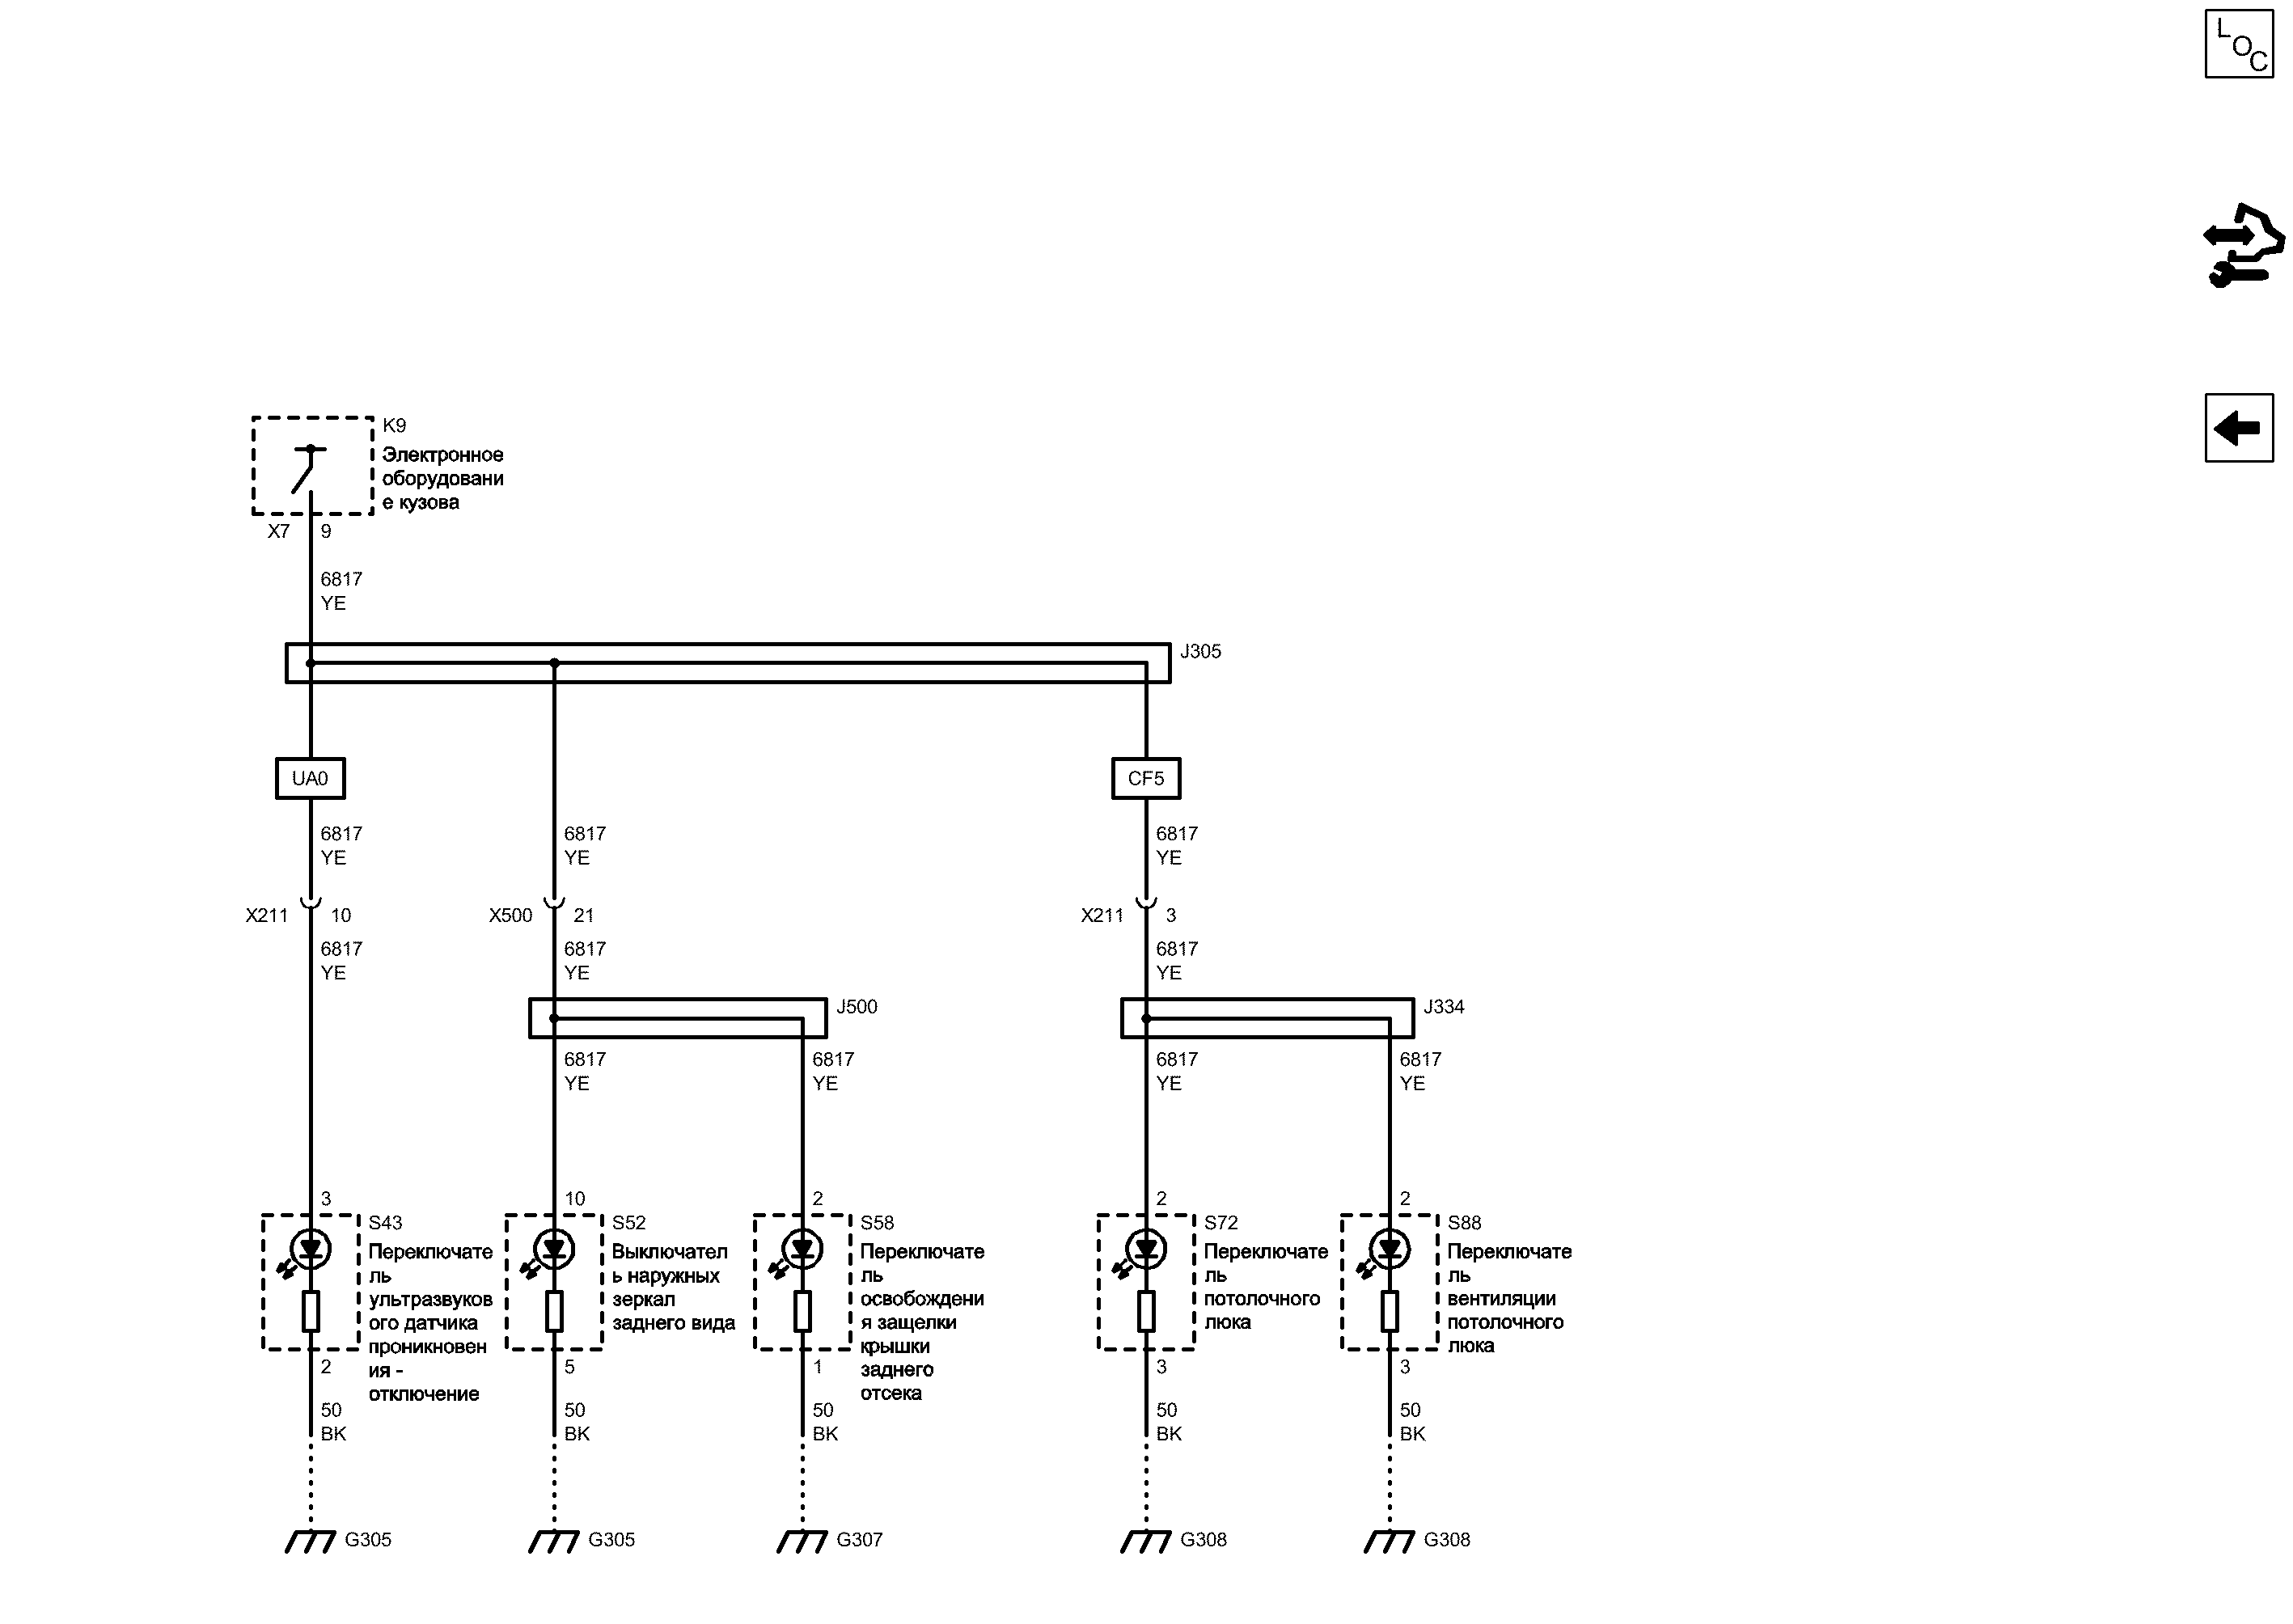 L
O
C
K9
Электронное
оборудовани
е кузова
X7 9
6817
YE
J305
UA0
CF5
6817
YE
6817
YE
6817
YE
X211 10
X500 21
X211 3
6817
YE
6817
YE
6817
YE
J500
J334
6817
YE
6817
YE
6817
YE
6817
YE
3
S43
Переключате
ль
ультразвуков
ого датчика
проникновен
ия -
отключение
2
50
BK
G305
10
S52
Выключател
ь наружных
зеркал
заднего вида
5
50
BK
G305
2
S58
Переключате
ль
освобождени
я защелки
крышки
заднего
отсека
1
50
BK
G307
2
S72
Переключате
ль
потолочного
люка
3
50
BK
G308
2
S88
Переключате
ль
вентиляции
потолочного
люка
3
50
BK
G308